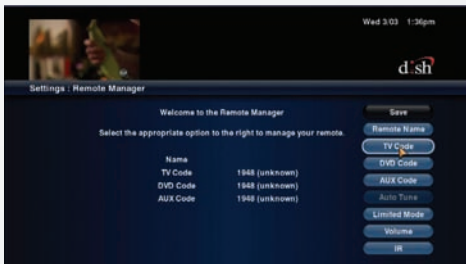 Wed 3/03 1:36pm
dish
Settings : Remote Manager
Welcome to the Remote Manager
Select the appropriate option to the right to manage your remote.
Name
TV Code 1948 (unknown)
DVD Code 1948 (unknown)
AUX Code 1948 (unknown)
Save
Remote Name
TV Code
DVD Code
AUX Code
Auto Tune
Limited Mode
Volume
IR